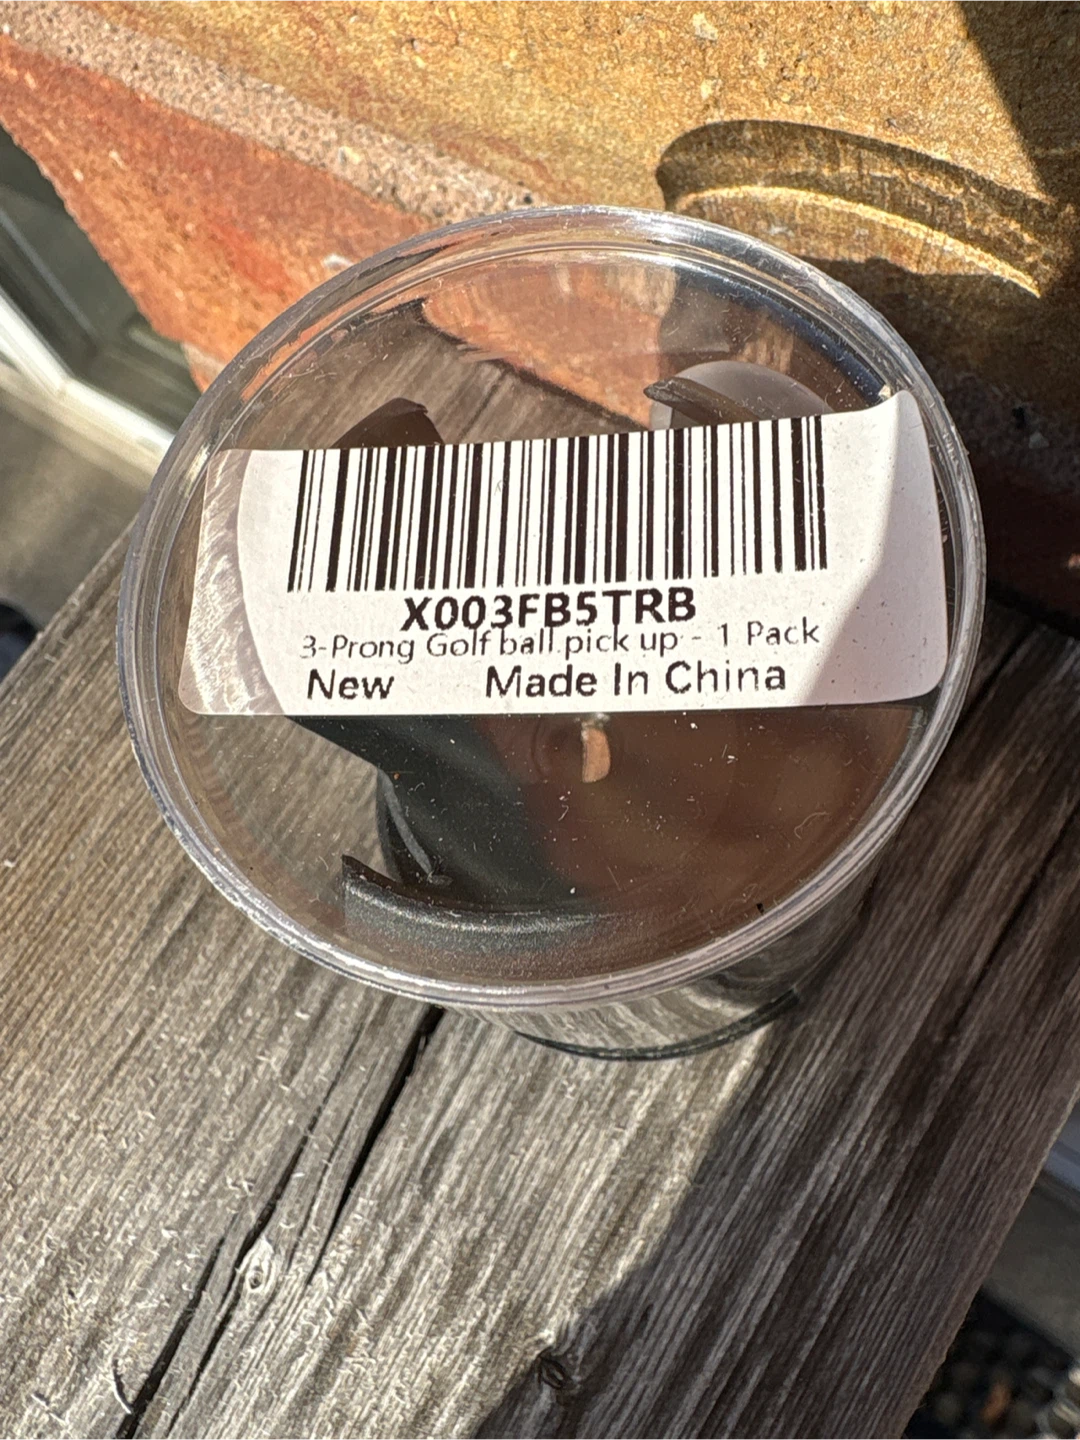 X003FB5TRB
3-Prong Golf ball pick up - 1 Pack
New Made In China